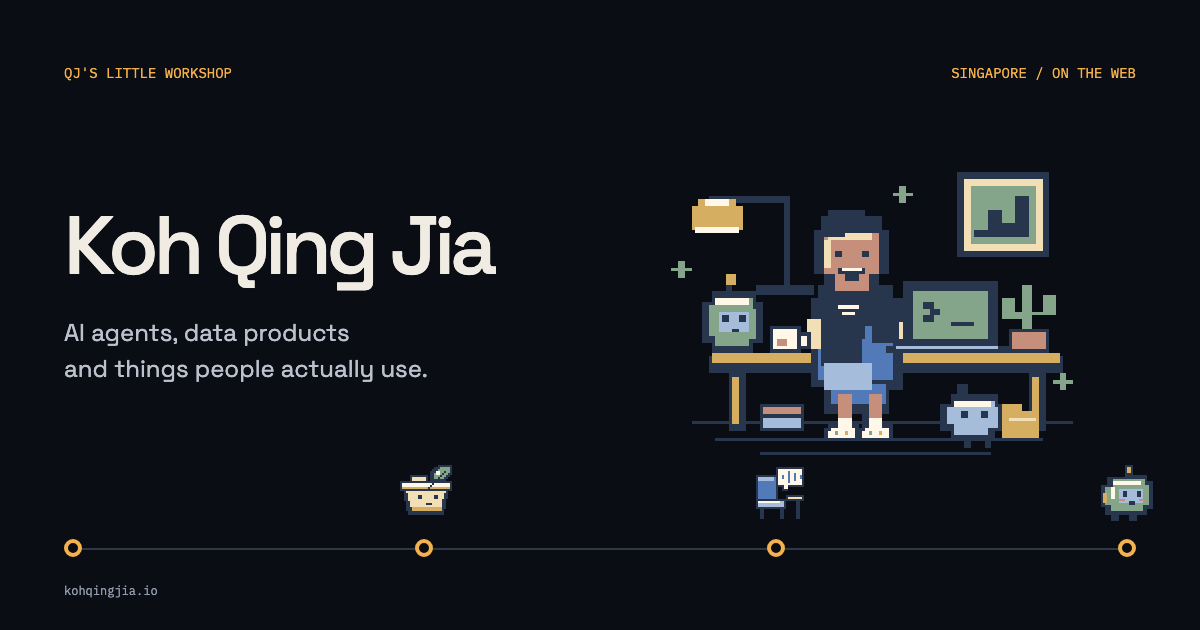 QJ'S LITTLE WORKSHOP
SINGAPORE / ON THE WEB
Koh Qing Jia
AI agents, data products
and things people actually use.
kohqingjia.io